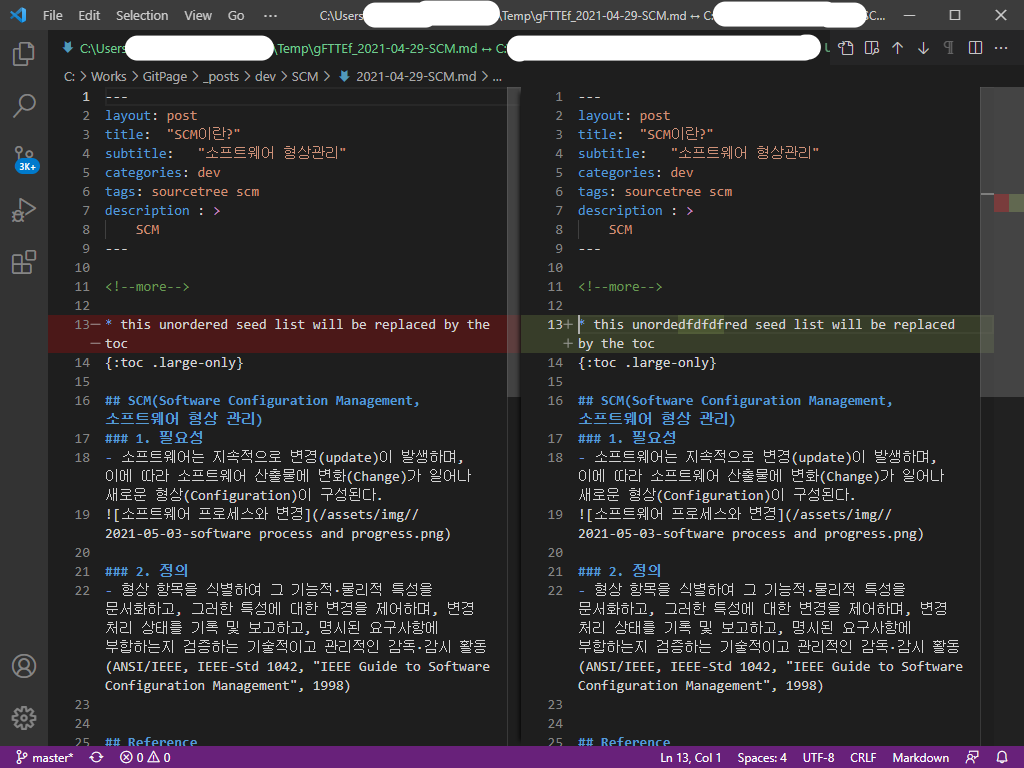 File Edit Selection View Go ··· C:\Users \Temp\gFTTEf_2021-04-29-SCM.md ↔ C: SC...
C:\Users \Temp\gFTTEf_2021-04-29-SCM.md ↔ C:
C: > Works > GitPage > _posts > dev > SCM > 2021-04-29-SCM.md > ...
3K+
1 ---
2 layout: post
3 title:  "SCM이란?"
4 subtitle:   "소프트웨어 형상관리"
5 categories: dev
6 tags: sourcetree scm
7 description : >
8     SCM
9 ---
10
11 <!--more-->
12
13− * this unordered seed list will be replaced by the
− toc
14 {:toc .large-only}
15
16 ## SCM(Software Configuration Management,
소프트웨어 형상 관리)
17 ### 1. 필요성
18 - 소프트웨어는 지속적으로 변경(update)이 발생하며,
이에 따라 소프트웨어 산출물에 변화(Change)가 일어나
새로운 형상(Configuration)이 구성된다.
19 ![소프트웨어 프로세스와 변경](/assets/img//
2021-05-03-software process and progress.png)
20
21 ### 2. 정의
22 - 형상 항목을 식별하여 그 기능적·물리적 특성을
문서화하고, 그러한 특성에 대한 변경을 제어하며, 변경
처리 상태를 기록 및 보고하고, 명시된 요구사항에
부합하는지 검증하는 기술적이고 관리적인 감독·감시 활동
(ANSI/IEEE, IEEE-Std 1042, "IEEE Guide to Software
Configuration Management", 1998)
23
24
25 ## Reference
1 ---
2 layout: post
3 title:  "SCM이란?"
4 subtitle:   "소프트웨어 형상관리"
5 categories: dev
6 tags: sourcetree scm
7 description : >
8     SCM
9 ---
10
11 <!--more-->
12
13+ * this unordedfdfdfred seed list will be replaced
+ by the toc
14 {:toc .large-only}
15
16 ## SCM(Software Configuration Management,
소프트웨어 형상 관리)
17 ### 1. 필요성
18 - 소프트웨어는 지속적으로 변경(update)이 발생하며,
이에 따라 소프트웨어 산출물에 변화(Change)가 일어나
새로운 형상(Configuration)이 구성된다.
19 ![소프트웨어 프로세스와 변경](/assets/img//
2021-05-03-software process and progress.png)
20
21 ### 2. 정의
22 - 형상 항목을 식별하여 그 기능적·물리적 특성을
문서화하고, 그러한 특성에 대한 변경을 제어하며, 변경
처리 상태를 기록 및 보고하고, 명시된 요구사항에
부합하는지 검증하는 기술적이고 관리적인 감독·감시 활동
(ANSI/IEEE, IEEE-Std 1042, "IEEE Guide to Software
Configuration Management", 1998)
23
24
25 ## Reference
master* 0 0 Ln 13, Col 1 Spaces: 4 UTF-8 CRLF Markdown